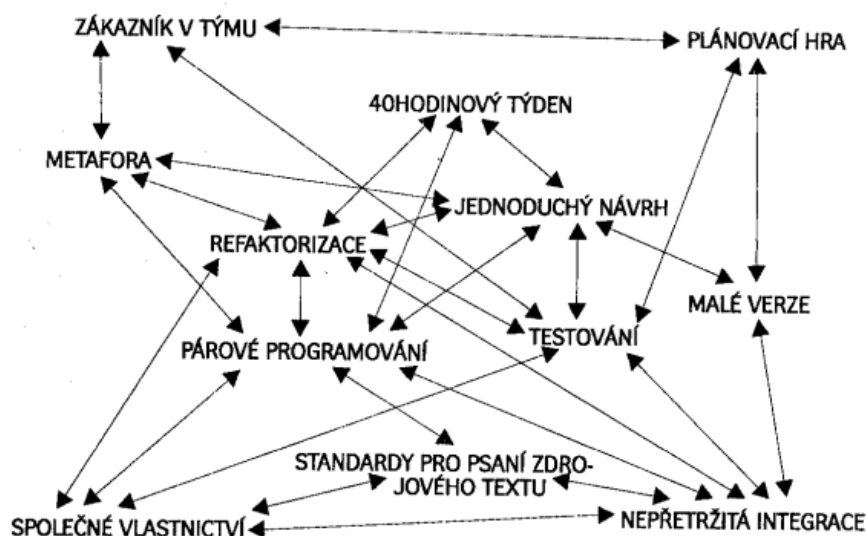 ZÁKAZNÍK V TÝMU
PLÁNOVACÍ HRA
40HODINOVÝ TÝDEN
METAFORA
JEDNODUCHÝ NÁVRH
REFAKTORIZACE
MALÉ VERZE
TESTOVÁNÍ
PÁROVÉ PROGRAMOVÁNÍ
STANDARDY PRO PSANÍ ZDRO-
JOVÉHO TEXTU
SPOLEČNÉ VLASTNICTVÍ
NEPŘETRŽITÁ INTEGRACE